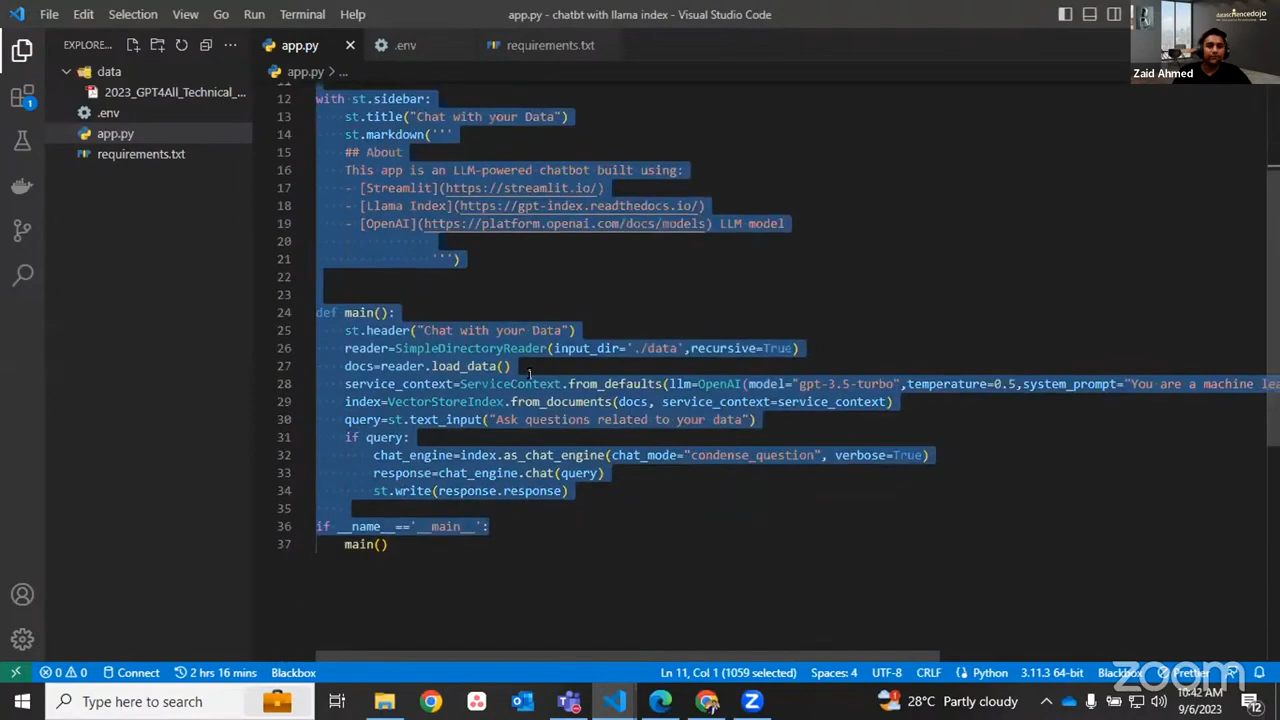 File Edit Selection View Go Run Terminal Help
app.py - chatbt with llama index - Visual Studio Code
datasciencedojo
EXPLORE... ...
app.py
.env
requirements.txt
Zaid Ahmed
data
2023_GPT4All_Technical_...
.env
app.py
requirements.txt
app.py > ...
11
12 with st.sidebar:
13 st.title("Chat with your Data")
14 st.markdown('''
15 ## About
16 This app is an LLM-powered chatbot built using:
17 - [Streamlit](https://streamlit.io/)
18 - [Llama Index](https://gpt-index.readthedocs.io/)
19 - [OpenAI](https://platform.openai.com/docs/models) LLM model
20
21 ''')
22
23
24 def main():
25 st.header("Chat with your Data")
26 reader=SimpleDirectoryReader(input_dir='./data',recursive=True)
27 docs=reader.load_data()
28 service_context=ServiceContext.from_defaults(llm=OpenAI(model="gpt-3.5-turbo",temperature=0.5,system_prompt="You are a machine lea
29 index=VectorStoreIndex.from_documents(docs, service_context=service_context)
30 query=st.text_input("Ask questions related to your data")
31 if query:
32 chat_engine=index.as_chat_engine(chat_mode="condense_question", verbose=True)
33 response=chat_engine.chat(query)
34 st.write(response.response)
35
36 if __name__=='__main__':
37 main()
1
0 0 Connect 2 hrs 16 mins Blackbox
Ln 11, Col 1 (1059 selected) Spaces: 4 UTF-8 CRLF Python 3.11.3 64-bit Blackbox Prettier
zoom
Type here to search
28°C Partly cloudy
10:42 AM
9/6/2023
12